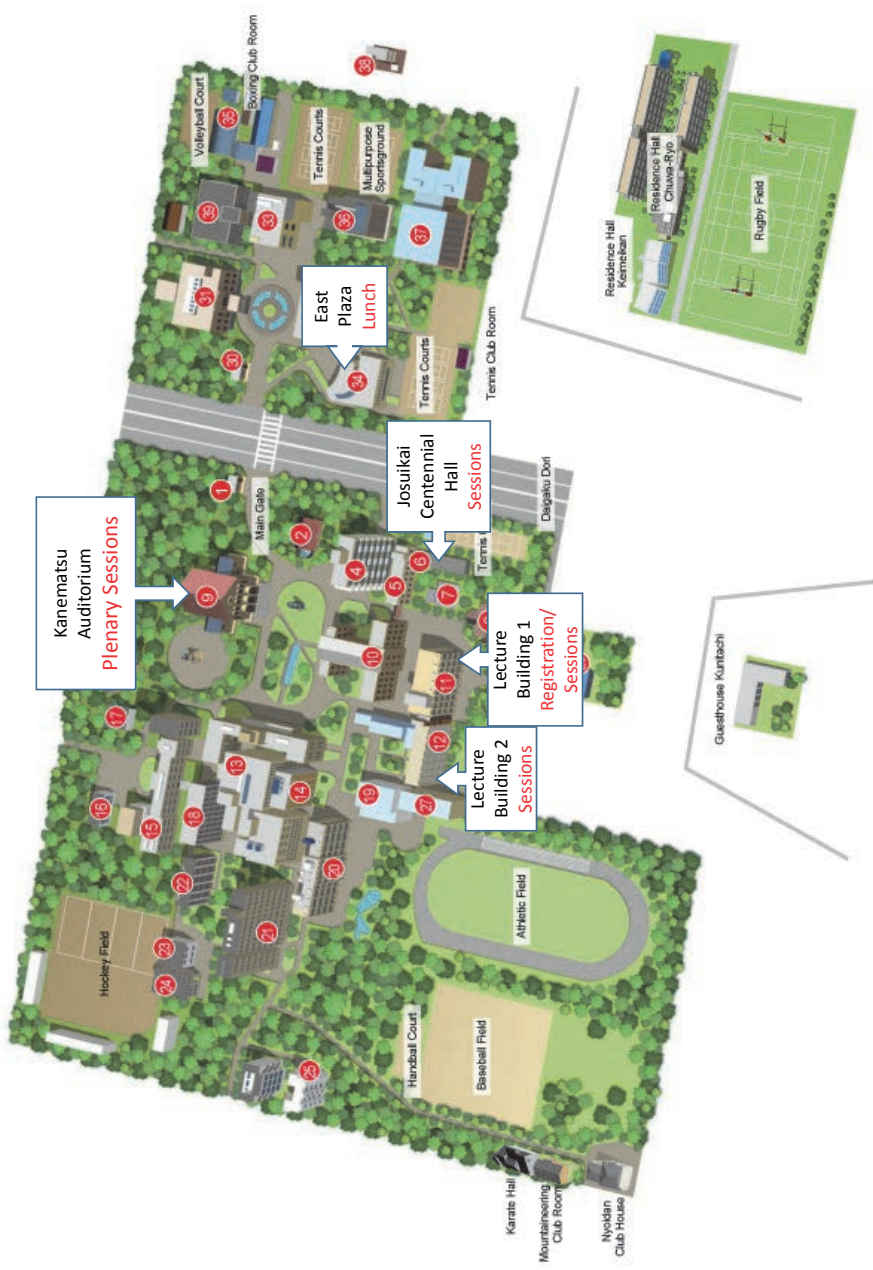 Kanematsu
Auditorium
Plenary Sessions
East
Plaza
Lunch
Josuikai
Centennial
Hall
Sessions
Lecture
Building 1
Registration/
Sessions
Lecture
Building 2
Sessions
Hockey Field
Main Gate
Volleyball Court
Boxing Club Room
Tennis Courts
Multipurpose
Sportsground
Tennis Courts
Tennis Club Room
Tennis
Daigaku Dori
Athletic Field
Handball Court
Baseball Field
Karate Hall
Mountaineering
Club Room
Nyoidan
Club House
Guesthouse Kunitachi
Residence Hall
Keimeikan
Residence Hall
Chuwa-Ryo
Rugby Field
1
2
4
5
6
7
9
10
11
12
13
14
15
16
17
18
19
20
21
22
23
24
25
27
30
31
33
34
35
36
37
38
39